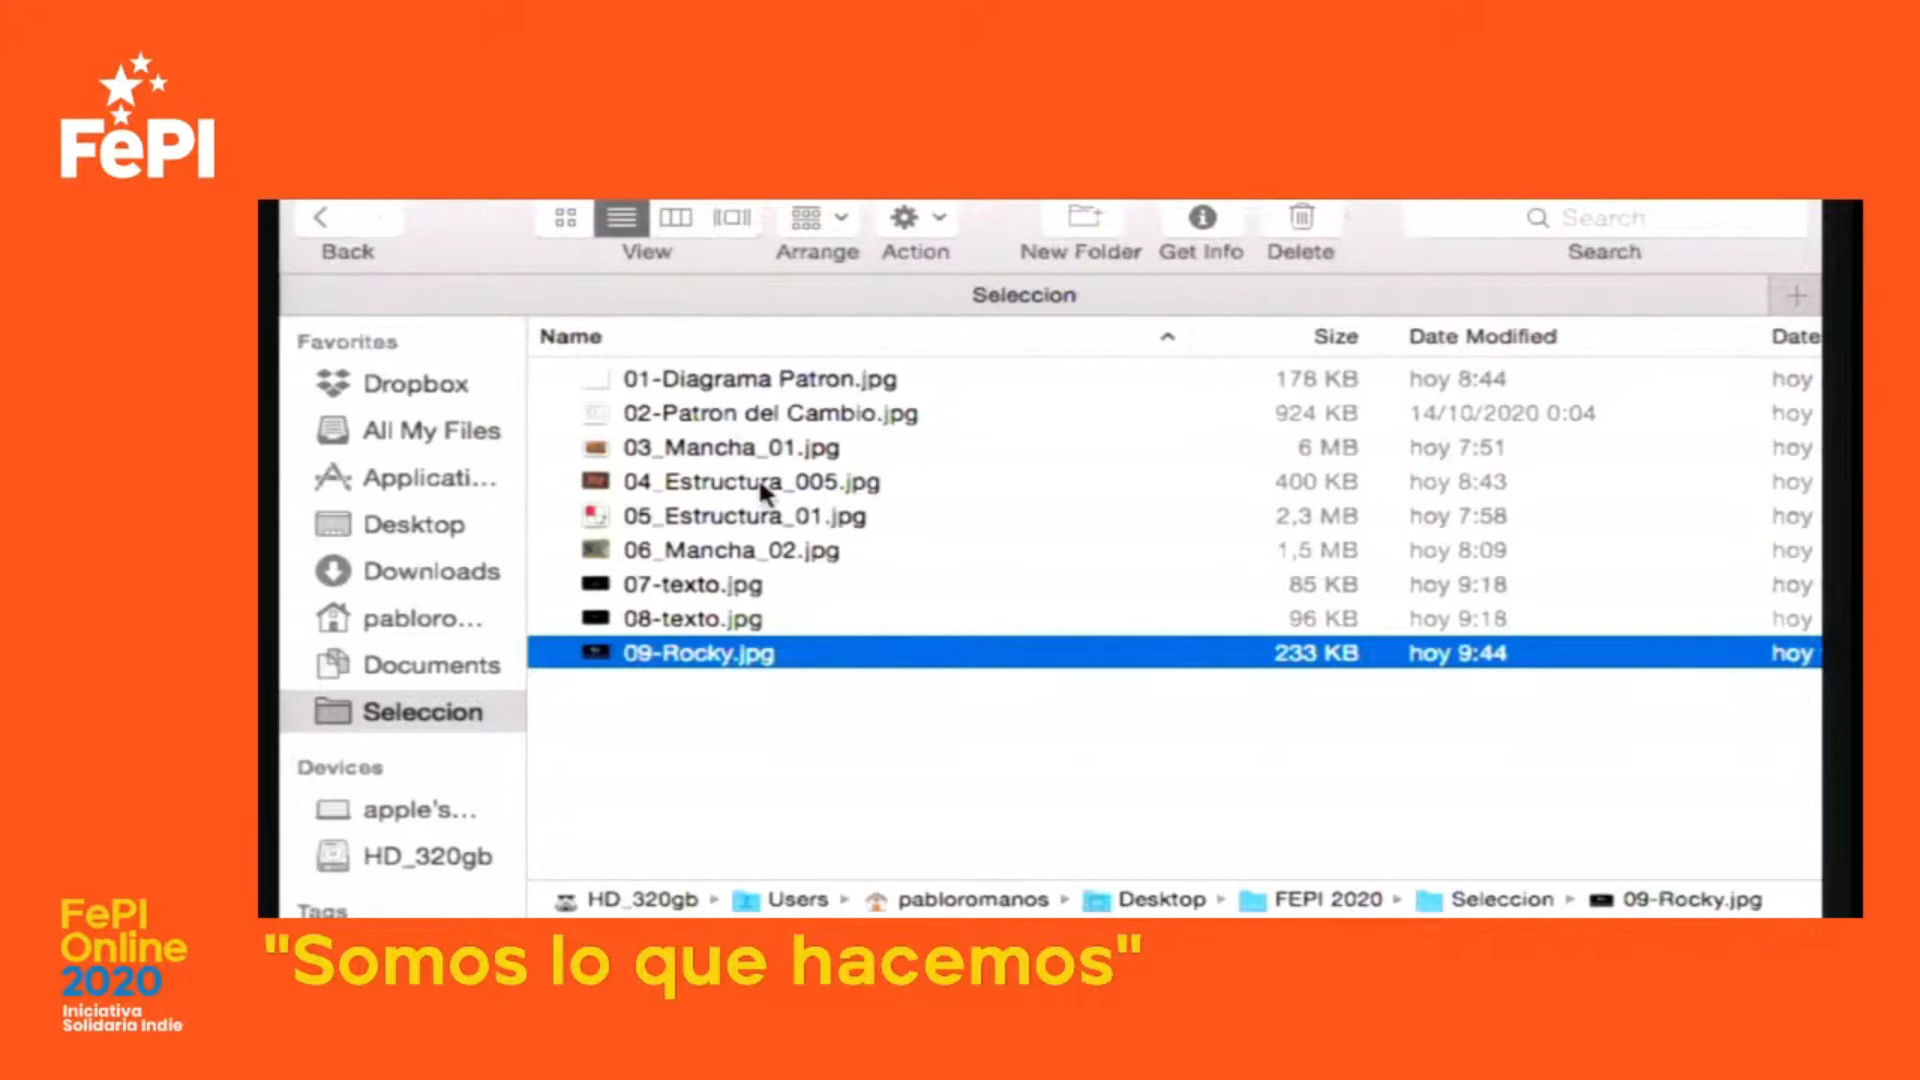 FePI
Back
View
Arrange
Action
New Folder
Get Info
Delete
Search
Search
Seleccion
Favorites
Dropbox
All My Files
Applicati...
Desktop
Downloads
pabloro...
Documents
Seleccion
Devices
apple's...
HD_320gb
Tags
Name Size Date Modified Date
01-Diagrama Patron.jpg 178 KB hoy 8:44 hoy
02-Patron del Cambio.jpg 924 KB 14/10/2020 0:04 hoy
03_Mancha_01.jpg 6 MB hoy 7:51 hoy
04_Estructura_005.jpg 400 KB hoy 8:43 hoy
05_Estructura_01.jpg 2,3 MB hoy 7:58 hoy
06_Mancha_02.jpg 1,5 MB hoy 8:09 hoy
07-texto.jpg 85 KB hoy 9:18 hoy
08-texto.jpg 96 KB hoy 9:18 hoy
09-Rocky.jpg 233 KB hoy 9:44 hoy
HD_320gb Users pabloromanos Desktop FEPI 2020 Seleccion 09-Rocky.jpg
FePI
Online
2020
Iniciativa
Solidaria Indie
"Somos lo que hacemos"